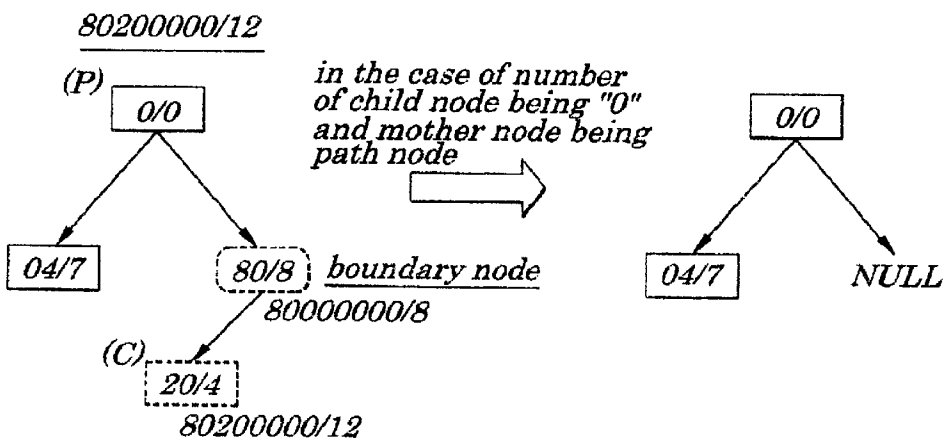 80200000/12
(P)
0/0
in the case of number
of child node being "0"
and mother node being
path node
0/0
04/7
80/8
boundary node
80000000/8
04/7
NULL
(C)
20/4
80200000/12